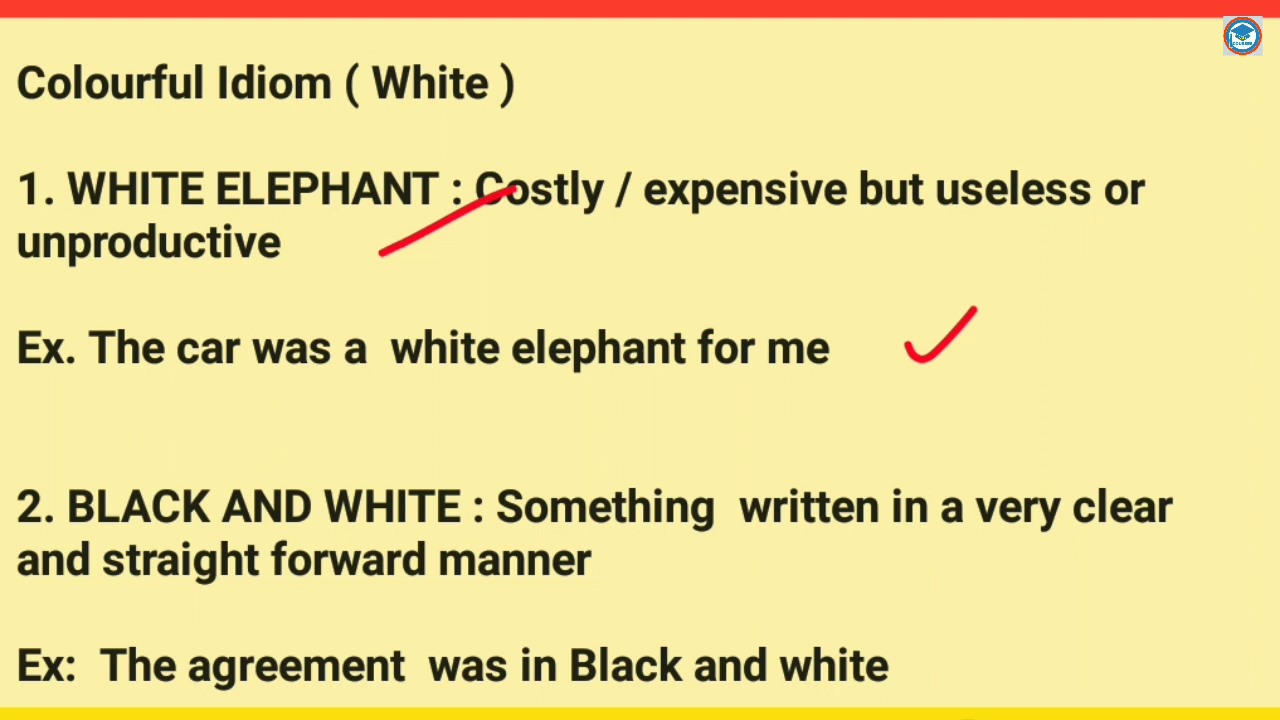 Colourful Idiom ( White )
1. WHITE ELEPHANT : Costly / expensive but useless or
unproductive
Ex. The car was a white elephant for me
2. BLACK AND WHITE : Something written in a very clear
and straight forward manner
Ex: The agreement was in Black and white